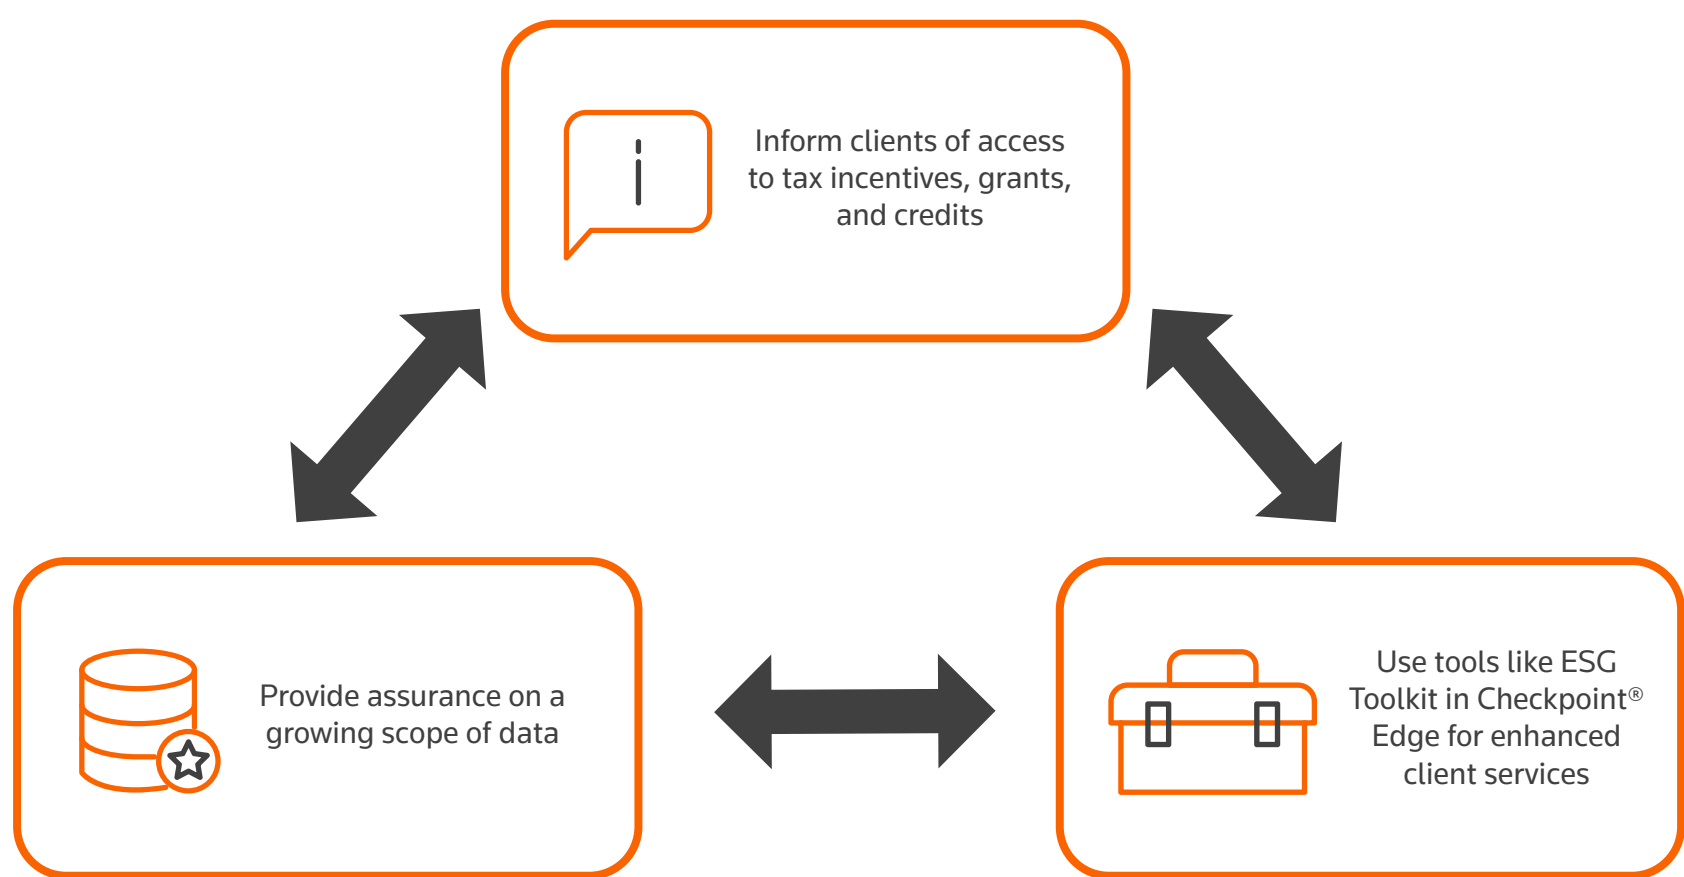 Inform clients of access
to tax incentives, grants,
and credits
Provide assurance on a
growing scope of data
Use tools like ESG
Toolkit in Checkpoint®
Edge for enhanced
client services